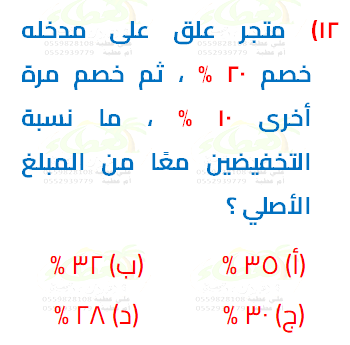 ١٢) متجر علق على مدخله
خصم ٢٠ % ، ثم خصم مرة
أخرى ١٠ % ، ما نسبة
التخفيضين معًا من المبلغ
الأصلي ؟
(أ) ٣٥ % (ب) ٣٢ %
(ج) ٣٠ % (د) ٢٨ %